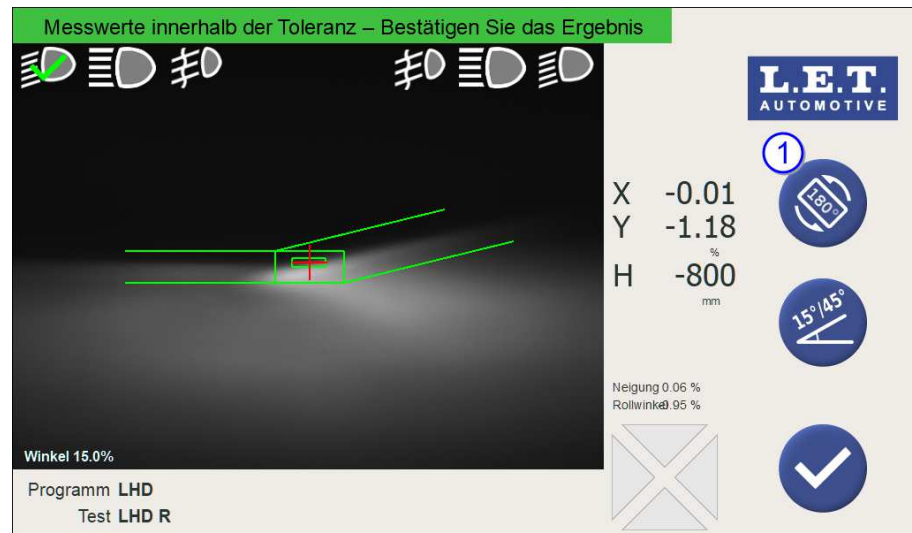 Messwerte innerhalb der Toleranz – Bestätigen Sie das Ergebnis
L.E.T.
AUTOMOTIVE
1
180°
X -0.01
Y -1.18
%
H -800
mm
15°/45°
Neigung 0.06 %
Rollwinkel 0.95 %
Winkel 15.0%
Programm LHD
Test LHD R